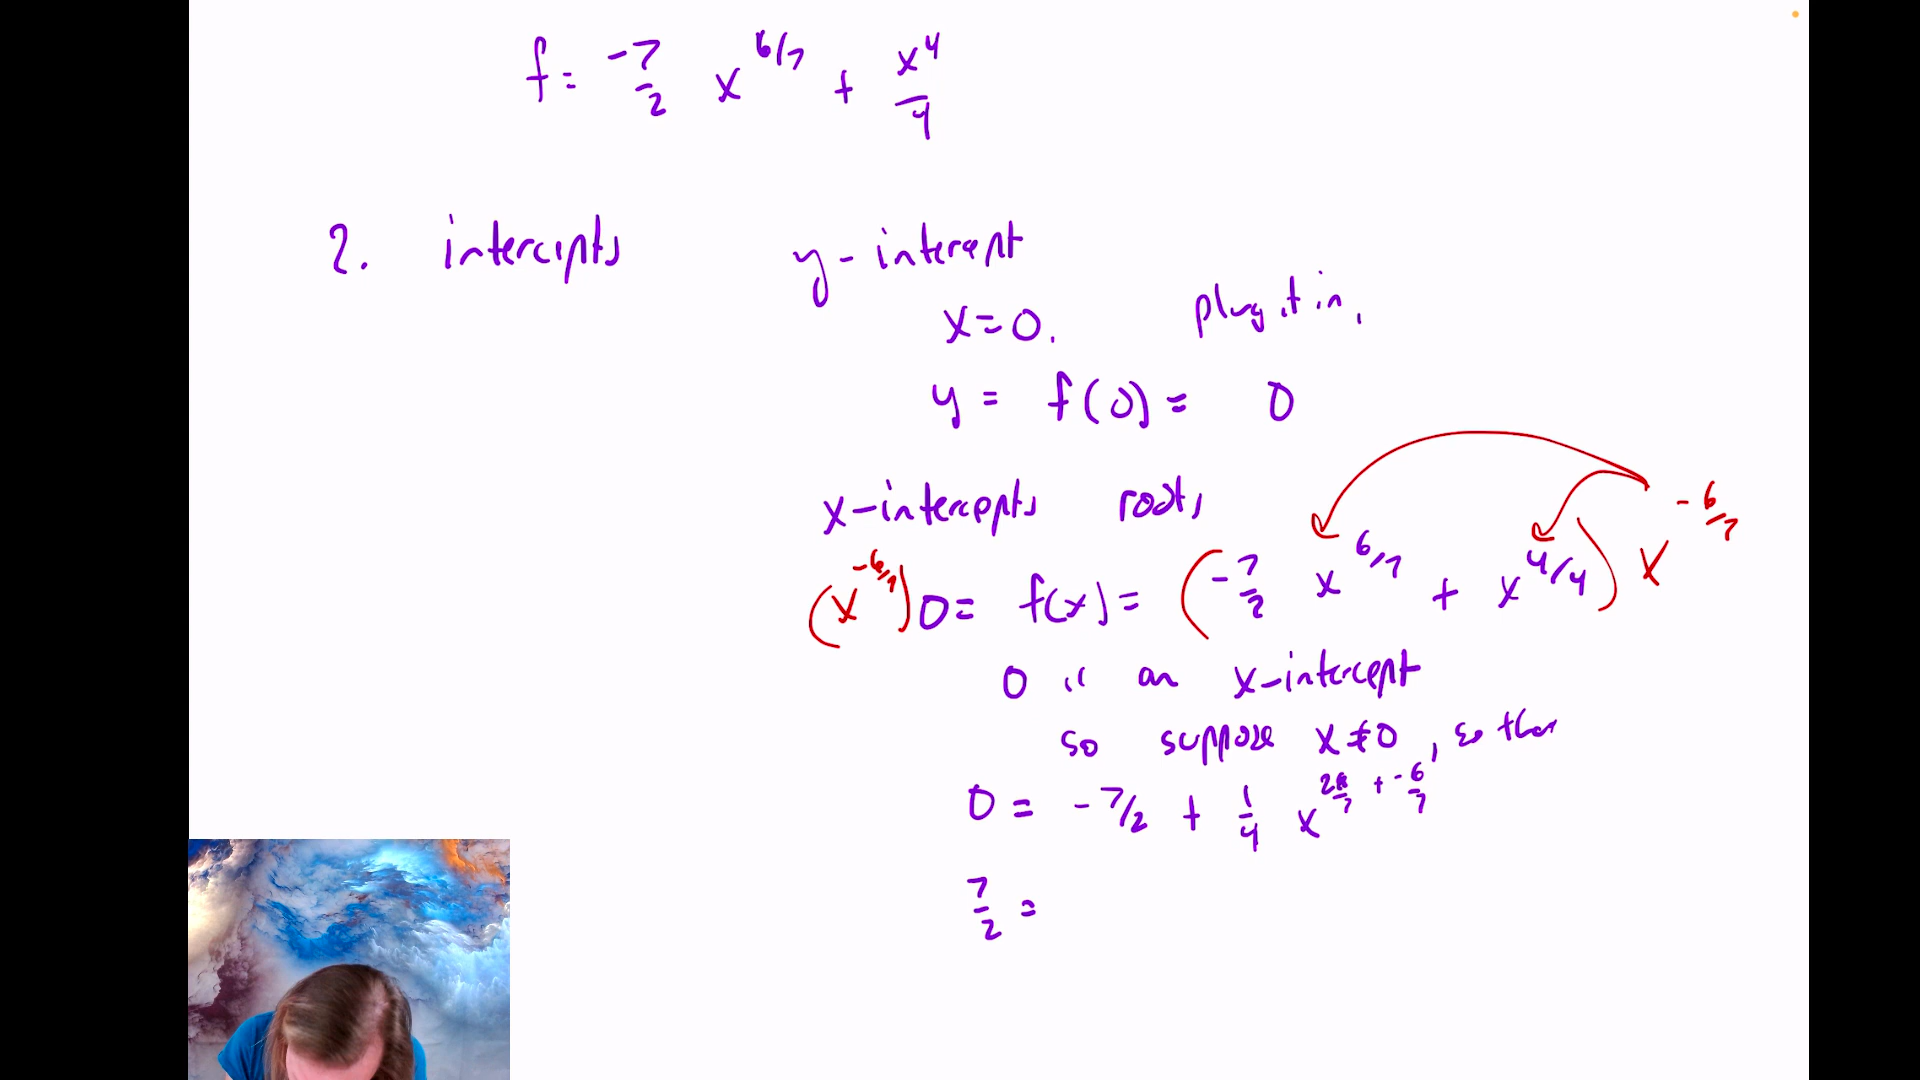 f = -7/2 x^{6/7} + x^4/4
2. intercepts y-intercept
x=0. plug it in.
y = f(0) = 0
x-intercepts roots
(x^{-6/7}) 0 = f(x) = (-7/2 x^{6/7} + x^{4/4}) x^{-6/7}
0 is an x-intercept
so suppose x≠0, so then
0 = -7/2 + 1/4 x^{28/7 + -6/7}
7/2 =